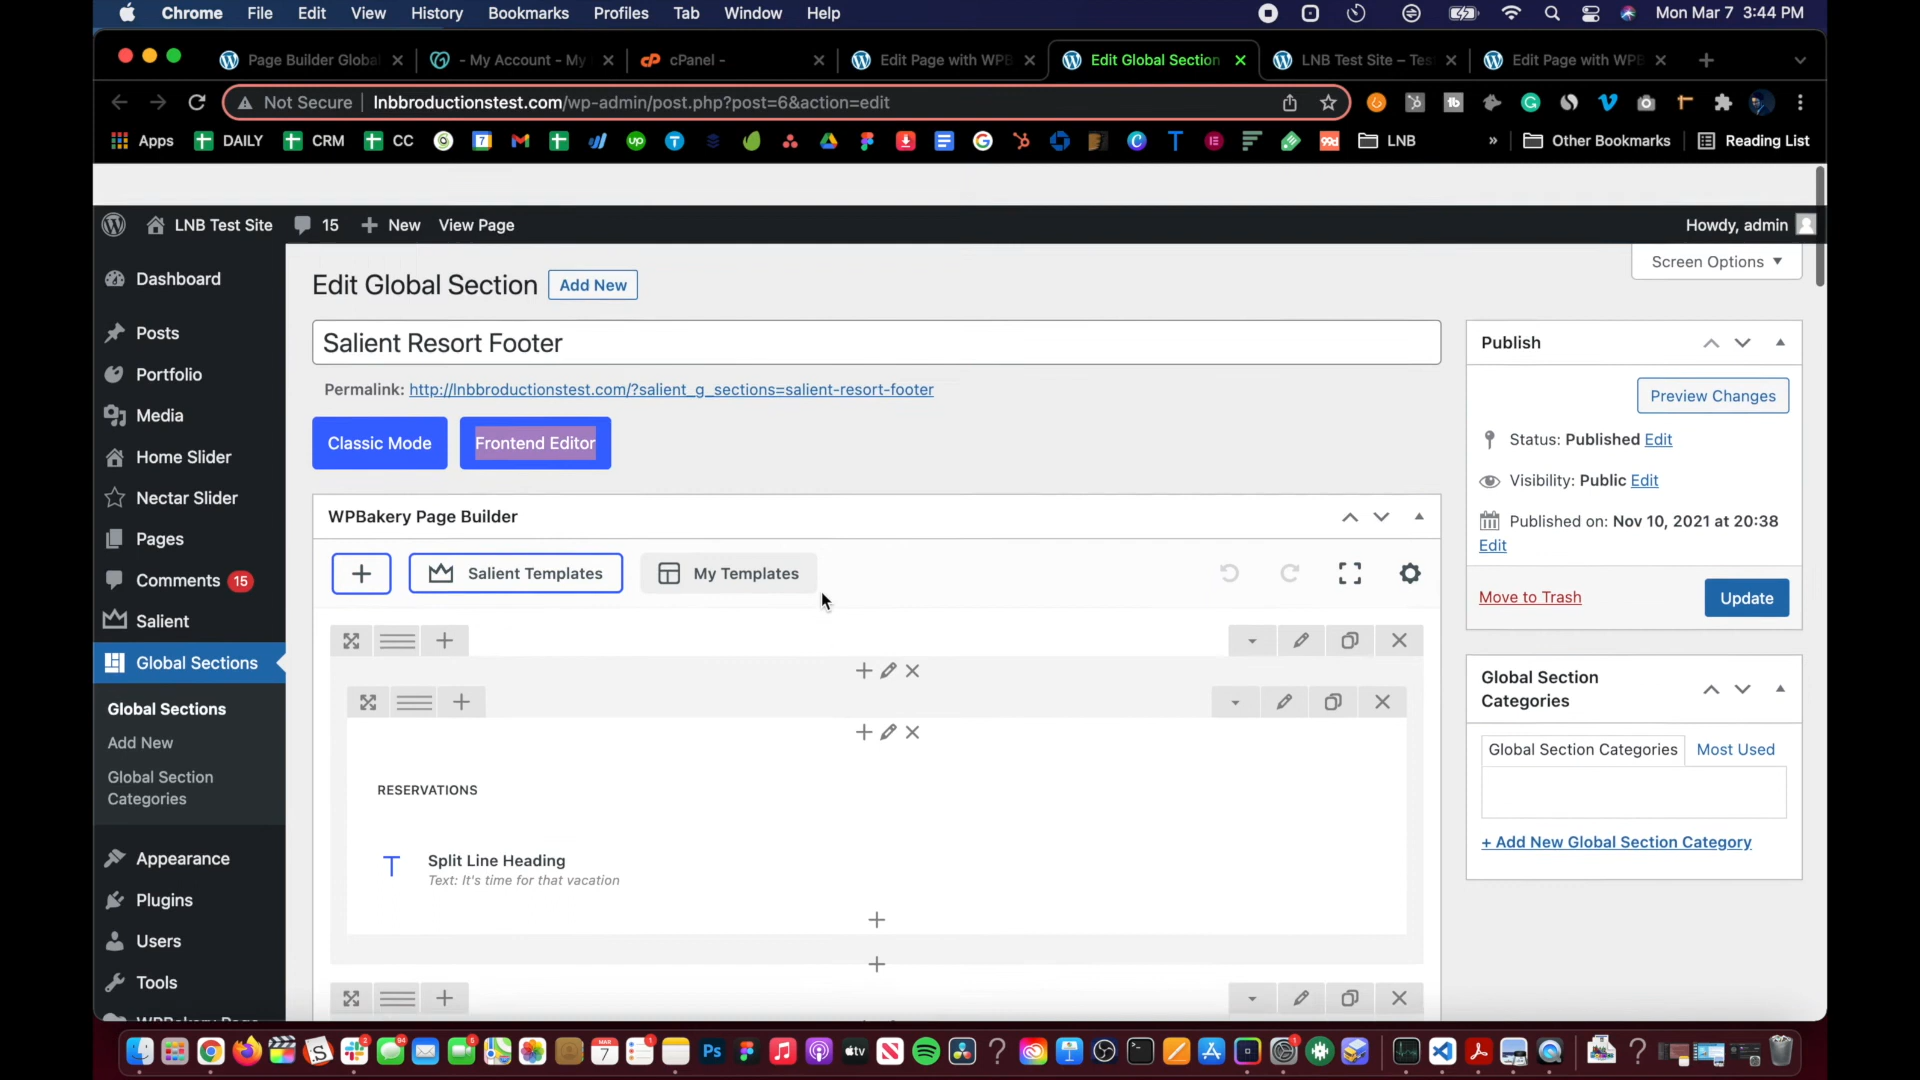 Chrome File Edit View History Bookmarks Profiles Tab Window Help Mon Mar 7 3:44 PM
Page Builder Global - My Account - My cPanel - Edit Page with WPB Edit Global Section LNB Test Site – Tes Edit Page with WPB
Not Secure lnbbroductionstest.com/wp-admin/post.php?post=6&action=edit
Apps DAILY CRM CC LNB » Other Bookmarks Reading List
LNB Test Site 15 New View Page Howdy, admin
Screen Options
Edit Global Section Add New
Salient Resort Footer
Permalink: http://lnbbroductionstest.com/?salient_g_sections=salient-resort-footer
Classic Mode Frontend Editor
WPBakery Page Builder
Salient Templates My Templates
RESERVATIONS
Split Line Heading
Text: It's time for that vacation
Dashboard
Posts
Portfolio
Media
Home Slider
Nectar Slider
Pages
Comments 15
Salient
Global Sections
Global Sections
Add New
Global Section
Categories
Appearance
Plugins
Users
Tools
WPBakery Page
Publish
Preview Changes
Status: Published Edit
Visibility: Public Edit
Published on: Nov 10, 2021 at 20:38
Edit
Move to Trash Update
Global Section
Categories
Global Section Categories Most Used
+ Add New Global Section Category